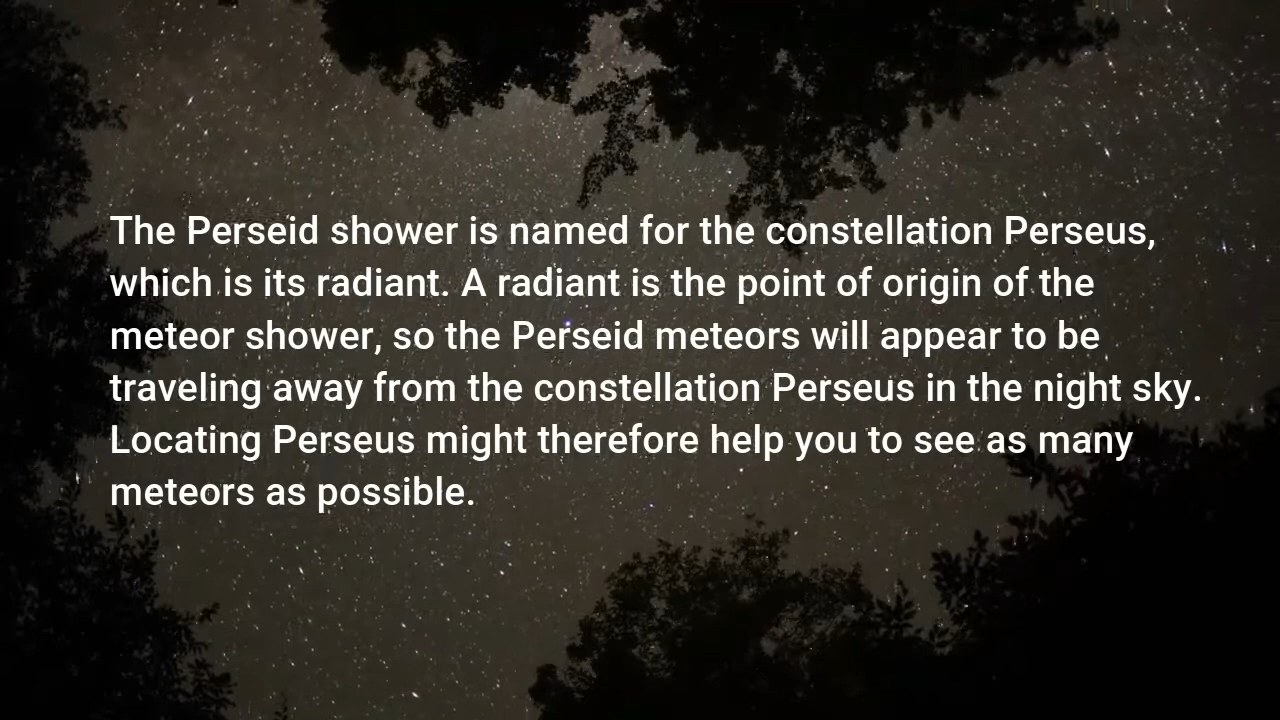 The Perseid shower is named for the constellation Perseus,
which is its radiant. A radiant is the point of origin of the
meteor shower, so the Perseid meteors will appear to be
traveling away from the constellation Perseus in the night sky.
Locating Perseus might therefore help you to see as many
meteors as possible.